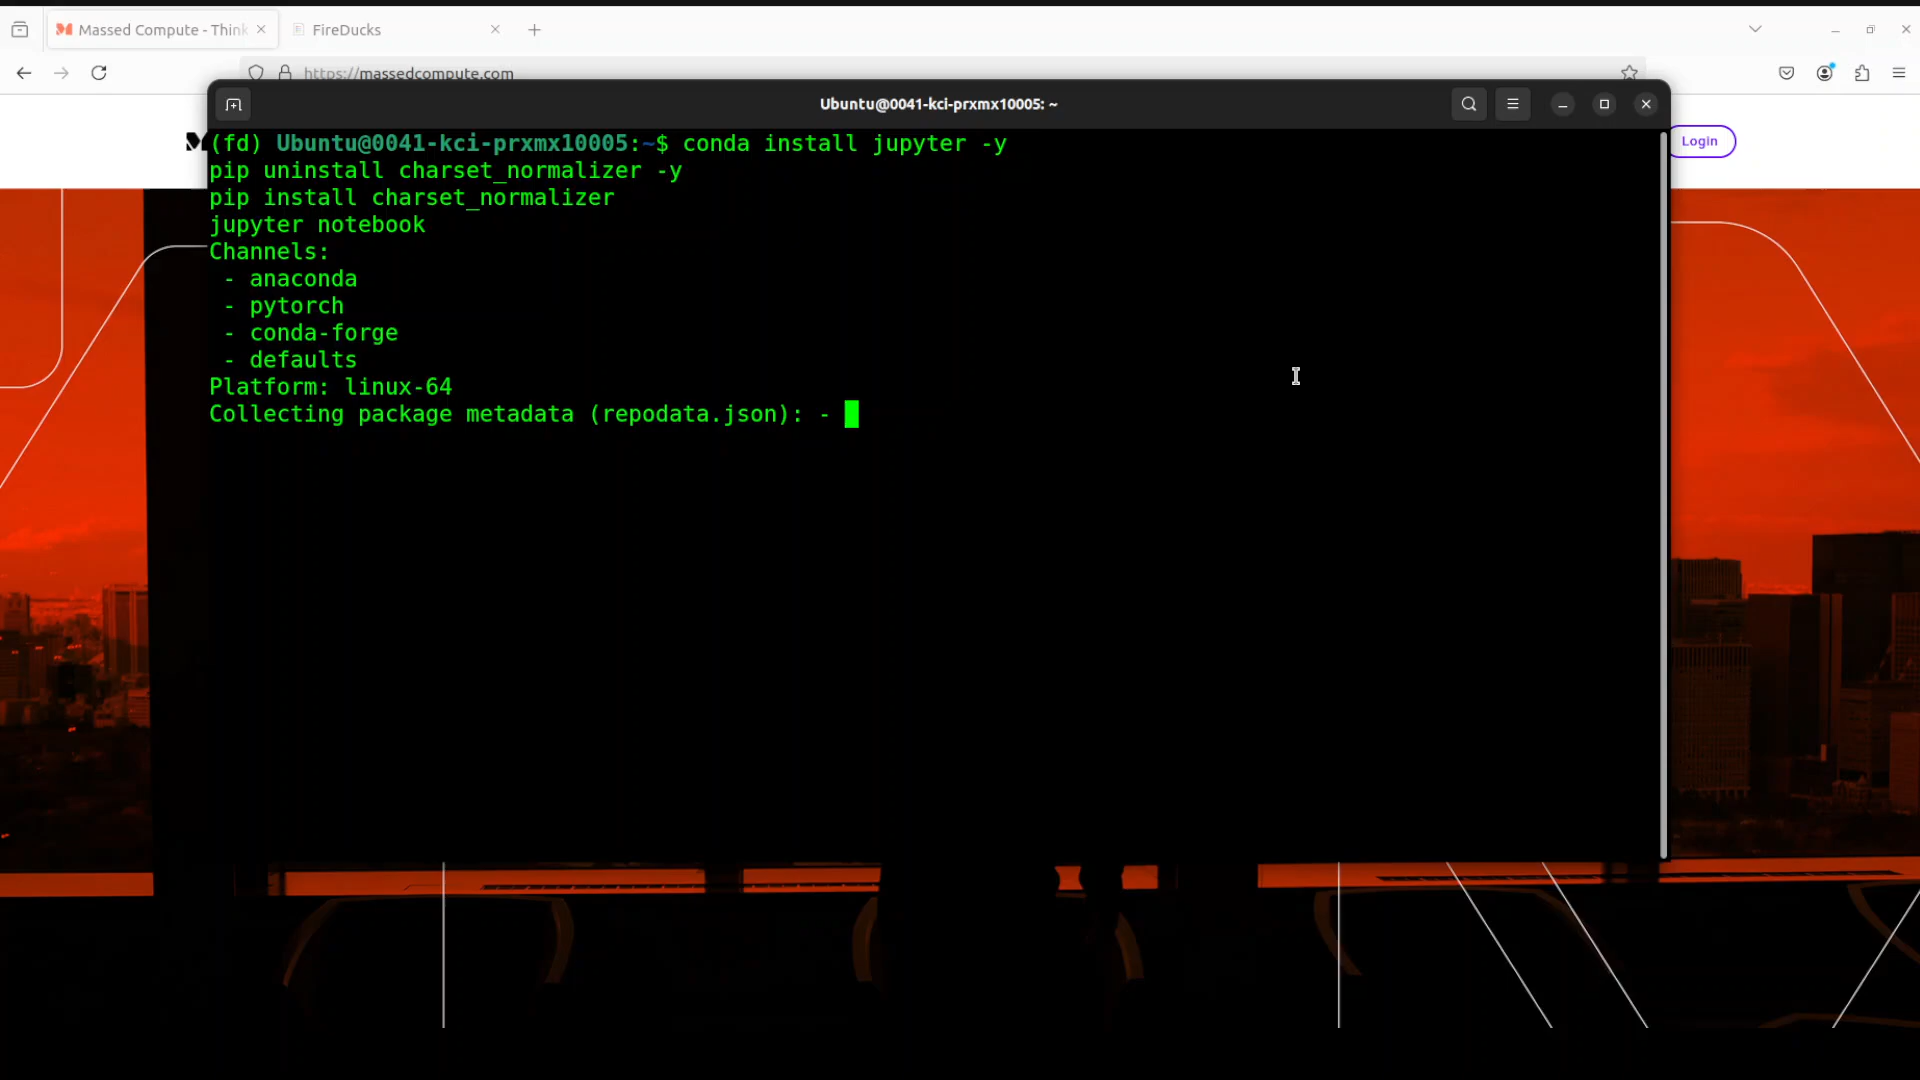 Massed Compute - Think
FireDucks
https://massedcompute.com
Ubuntu@0041-kci-prxmx10005: ~
Login
(fd) Ubuntu@0041-kci-prxmx10005:~$ conda install jupyter -y
pip uninstall charset_normalizer -y
pip install charset_normalizer
jupyter notebook
Channels:
- anaconda
- pytorch
- conda-forge
- defaults
Platform: linux-64
Collecting package metadata (repodata.json): -